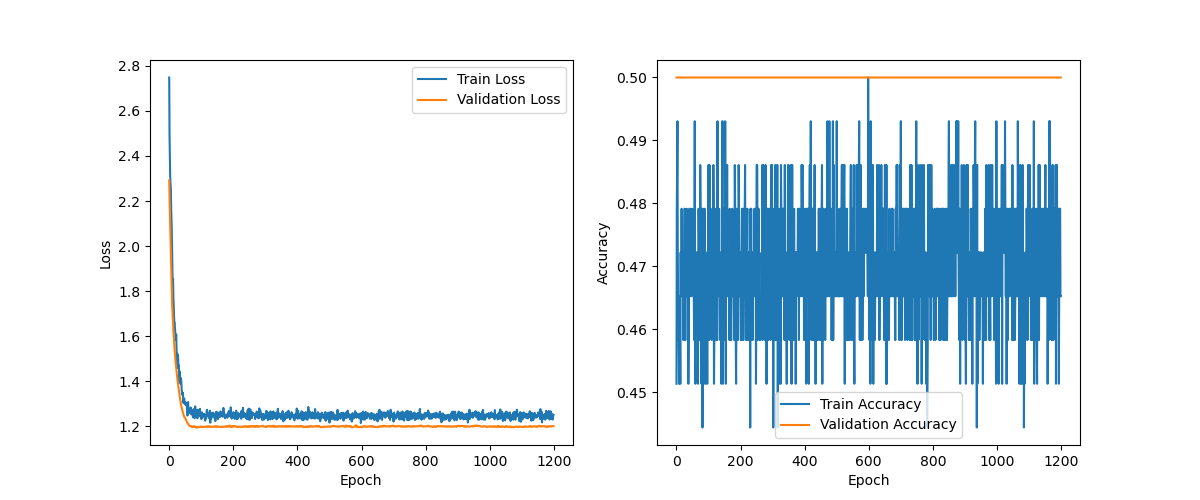 2.8
2.6
2.4
2.2
2.0
1.8
1.6
1.4
1.2
Loss
0 200 400 600 800 1000 1200
Epoch
Train Loss
Validation Loss
0.50
0.49
0.48
0.47
0.46
0.45
Accuracy
0 200 400 600 800 1000 1200
Epoch
Train Accuracy
Validation Accuracy